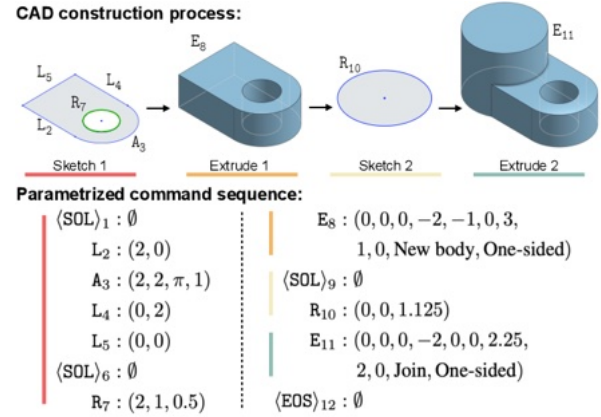 CAD construction process:
E₈
E₁₁
L₅
L₄
R₁₀
R₇
L₂
A₃
Sketch 1
Extrude 1
Sketch 2
Extrude 2
Parametrized command sequence:
⟨SOL⟩₁ : ∅
L₂ : (2, 0)
A₃ : (2, 2, π, 1)
L₄ : (0, 2)
L₅ : (0, 0)
⟨SOL⟩₆ : ∅
R₇ : (2, 1, 0.5)
E₈ : (0, 0, 0, −2, −1, 0, 3,
1, 0, New body, One-sided)
⟨SOL⟩₉ : ∅
R₁₀ : (0, 0, 1.125)
E₁₁ : (0, 0, 0, −2, 0, 0, 2.25,
2, 0, Join, One-sided)
⟨EOS⟩₁₂ : ∅